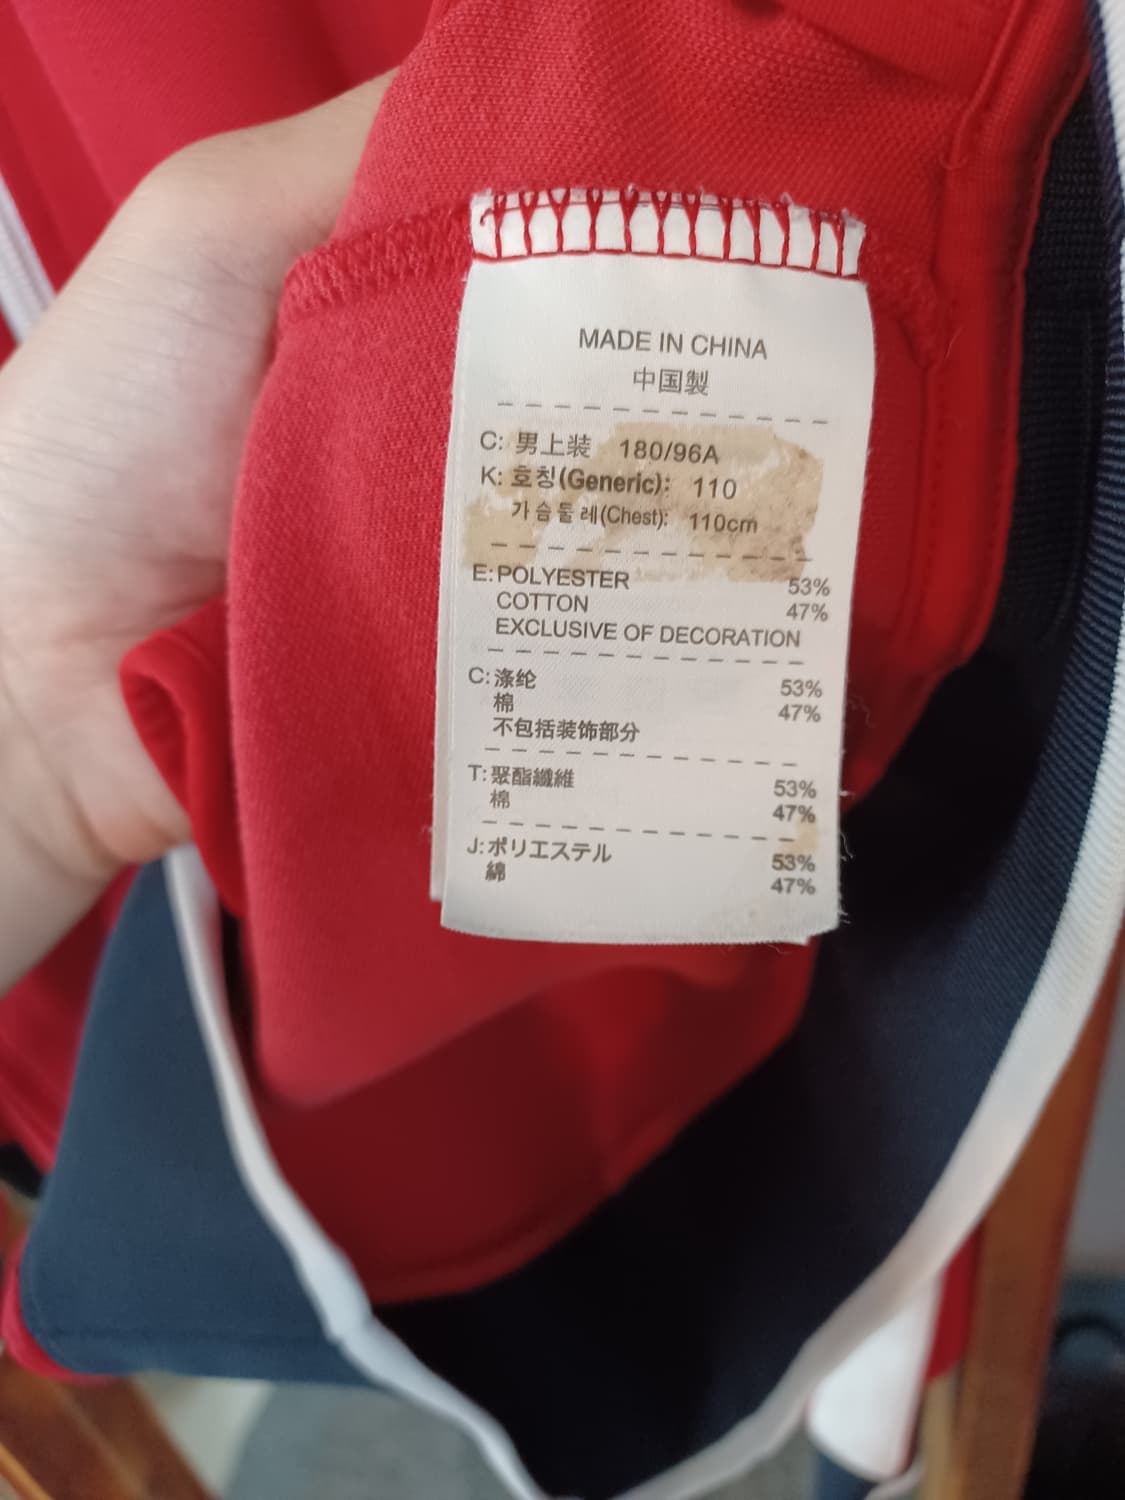 MADE IN CHINA
中国製
C: 男上装 180/96A
K: 호칭(Generic): 110
가슴둘레(Chest): 110cm
E: POLYESTER 53%
COTTON 47%
EXCLUSIVE OF DECORATION
C: 涤纶 53%
棉 47%
不包括装饰部分
T: 聚酯纖維 53%
棉 47%
J: ポリエステル 53%
綿 47%